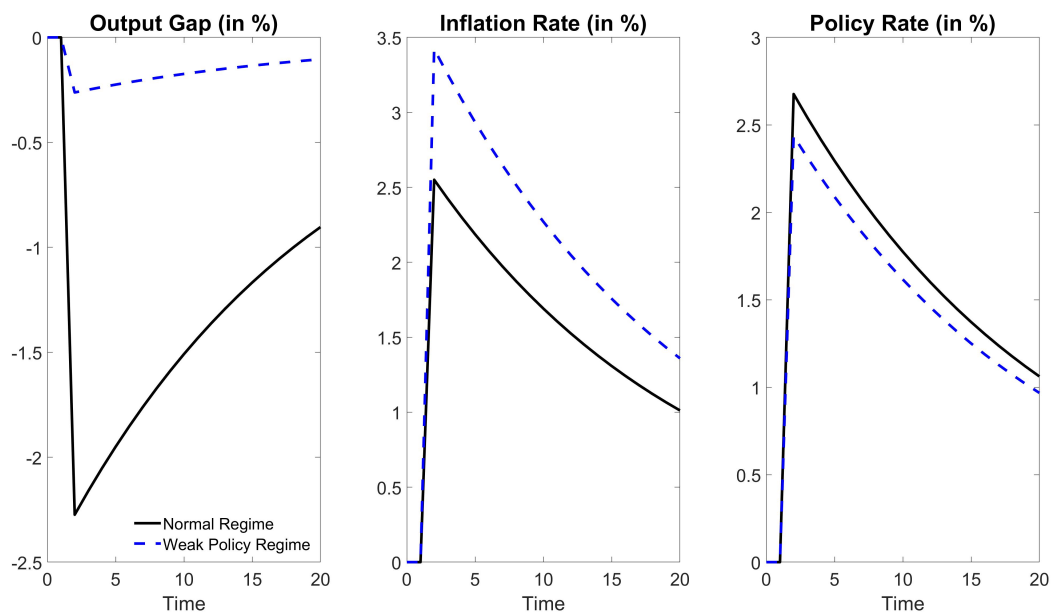 Output Gap (in %)
0
-0.5
-1
-1.5
-2
-2.5
0 5 10 15 20
Time
Normal Regime
Weak Policy Regime
Inflation Rate (in %)
3.5
3
2.5
2
1.5
1
0.5
0
0 5 10 15 20
Time
Policy Rate (in %)
3
2.5
2
1.5
1
0.5
0
0 5 10 15 20
Time